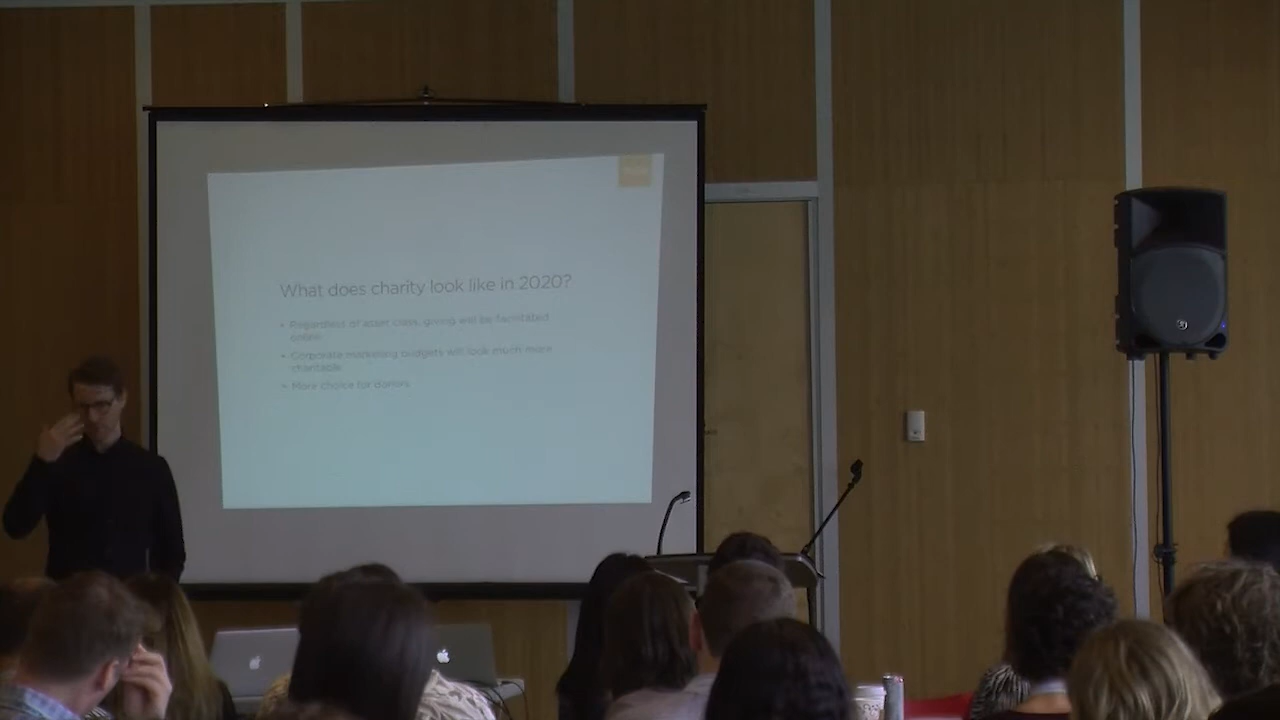 What does charity look like in 2020?
• Regardless of asset class, giving will be facilitated
online
• Corporate marketing budgets will look much more
charitable
• More choice for donors